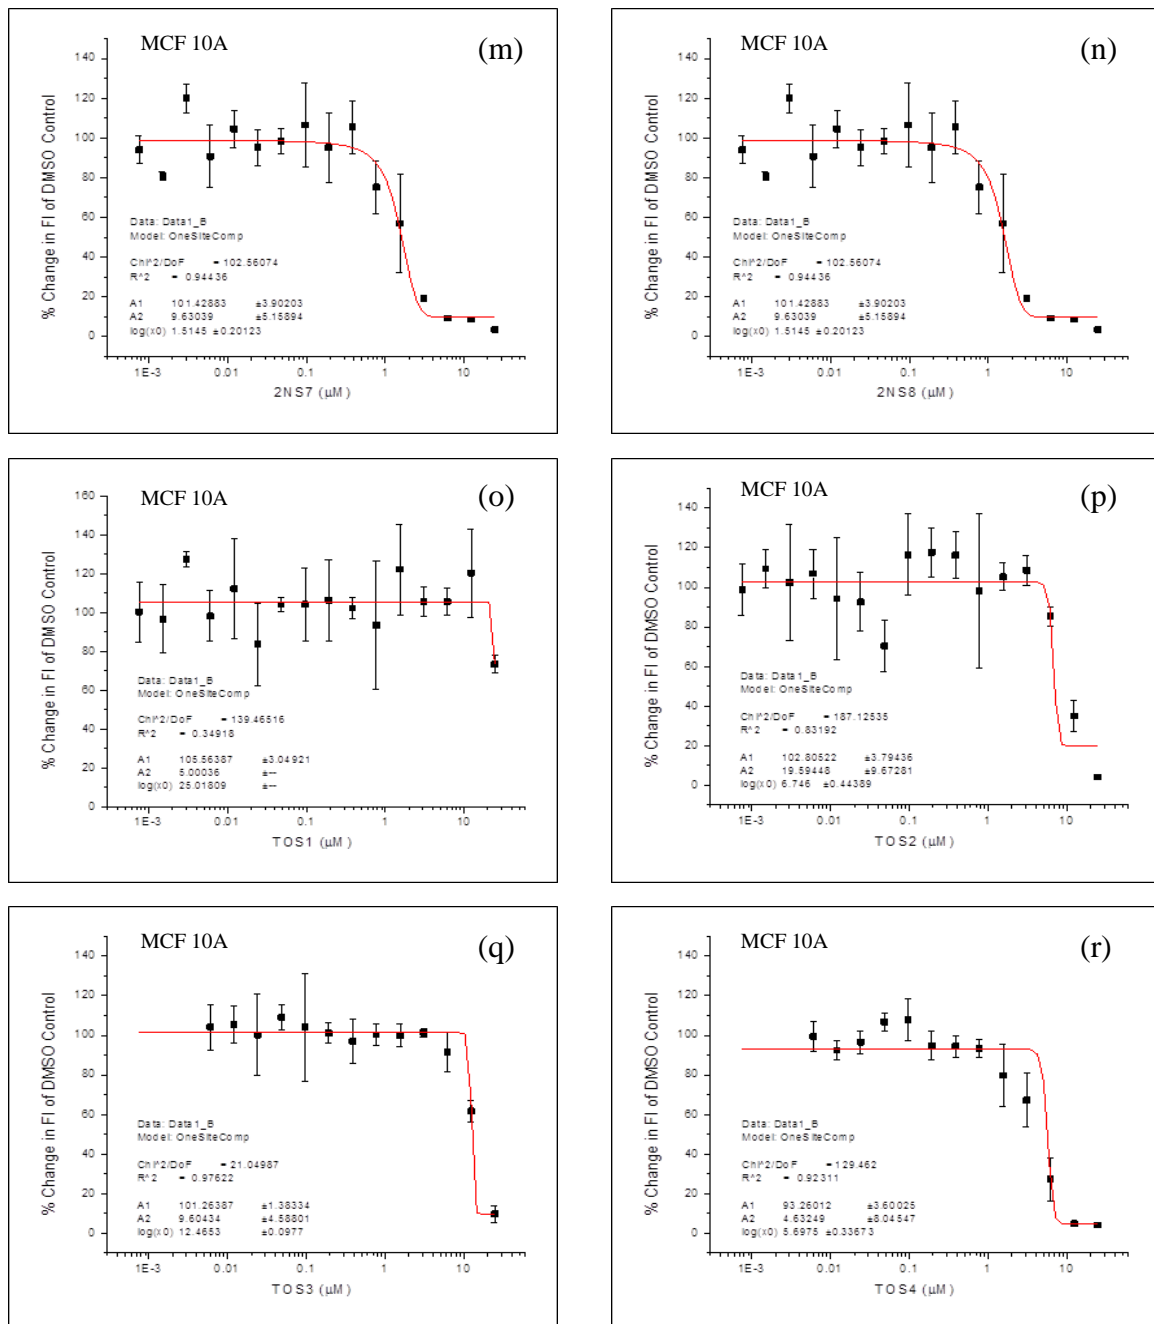 MCF 10A
(m)
% Change in FI of DMSO Control
140
120
100
80
60
40
20
0
Data: Data1_B
Model: OneSiteComp
Chi^2/DoF = 102.56074
R^2 = 0.94436
A1 101.42883 ±3.90203
A2 9.63039 ±5.15894
log(x0) 1.5145 ±0.20123
1E-3 0.01 0.1 1 10
2NS7 (µM)
MCF 10A
(n)
% Change in FI of DMSO Control
140
120
100
80
60
40
20
0
Data: Data1_B
Model: OneSiteComp
Chi^2/DoF = 102.56074
R^2 = 0.94436
A1 101.42883 ±3.90203
A2 9.63039 ±5.15894
log(x0) 1.5145 ±0.20123
1E-3 0.01 0.1 1 10
2NS8 (µM)
MCF 10A
(o)
% Change in FI of DMSO Control
160
140
120
100
80
60
40
20
0
Data: Data1_B
Model: OneSiteComp
Chi^2/DoF = 139.46516
R^2 = 0.34918
A1 105.56387 ±3.04921
A2 5.00036 ±--
log(x0) 25.01809 ±--
1E-3 0.01 0.1 1 10
TOS1 (µM)
MCF 10A
(p)
% Change in FI of DMSO Control
140
120
100
80
60
40
20
0
Data: Data1_B
Model: OneSiteComp
Chi^2/DoF = 187.12535
R^2 = 0.83192
A1 102.80522 ±3.79436
A2 19.59448 ±9.67281
log(x0) 6.746 ±0.44389
1E-3 0.01 0.1 1 10
TOS2 (µM)
MCF 10A
(q)
% Change in FI of DMSO Control
140
120
100
80
60
40
20
0
Data: Data1_B
Model: OneSiteComp
Chi^2/DoF = 21.04987
R^2 = 0.97622
A1 101.26387 ±1.38334
A2 9.60434 ±4.58801
log(x0) 12.4653 ±0.0977
1E-3 0.01 0.1 1 10
TOS3 (µM)
MCF 10A
(r)
% Change in FI of DMSO Control
140
120
100
80
60
40
20
0
Data: Data1_B
Model: OneSiteComp
Chi^2/DoF = 129.462
R^2 = 0.92311
A1 93.26012 ±3.60025
A2 4.63249 ±8.04547
log(x0) 5.6975 ±0.33673
1E-3 0.01 0.1 1 10
TOS4 (µM)